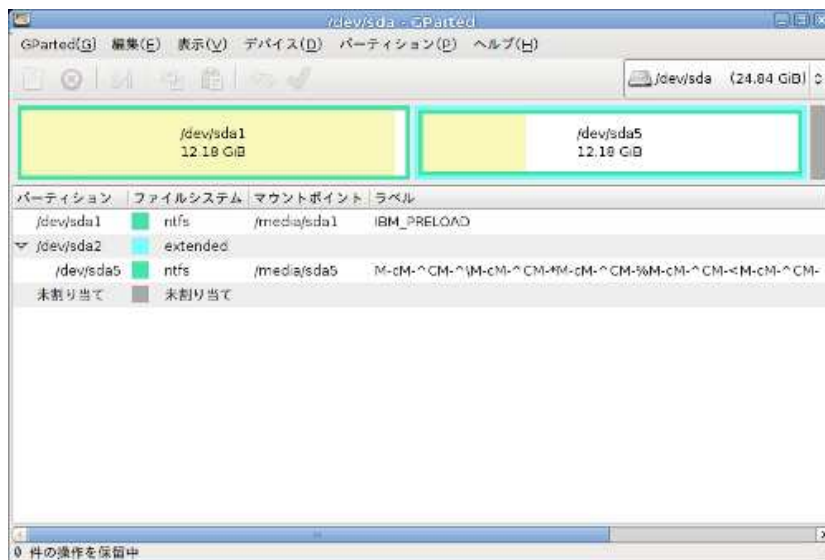 /dev/sda - GParted
GParted(G) 編集(E) 表示(V) デバイス(D) パーティション(P) ヘルプ(H)
/dev/sda (24.84 GiB)
/dev/sda1
12.18 GiB
/dev/sda5
12.18 GiB
パーティション ファイルシステム マウントポイント ラベル
/dev/sda1 ntfs /media/sda1 IBM_PRELOAD
/dev/sda2 extended
/dev/sda5 ntfs /media/sda5 M-cM-^CM-^\M-cM-^CM-*M-cM-^CM-%M-cM-^CM-<M-cM-^CM-
未割り当て 未割り当て
0 件の操作を保留中